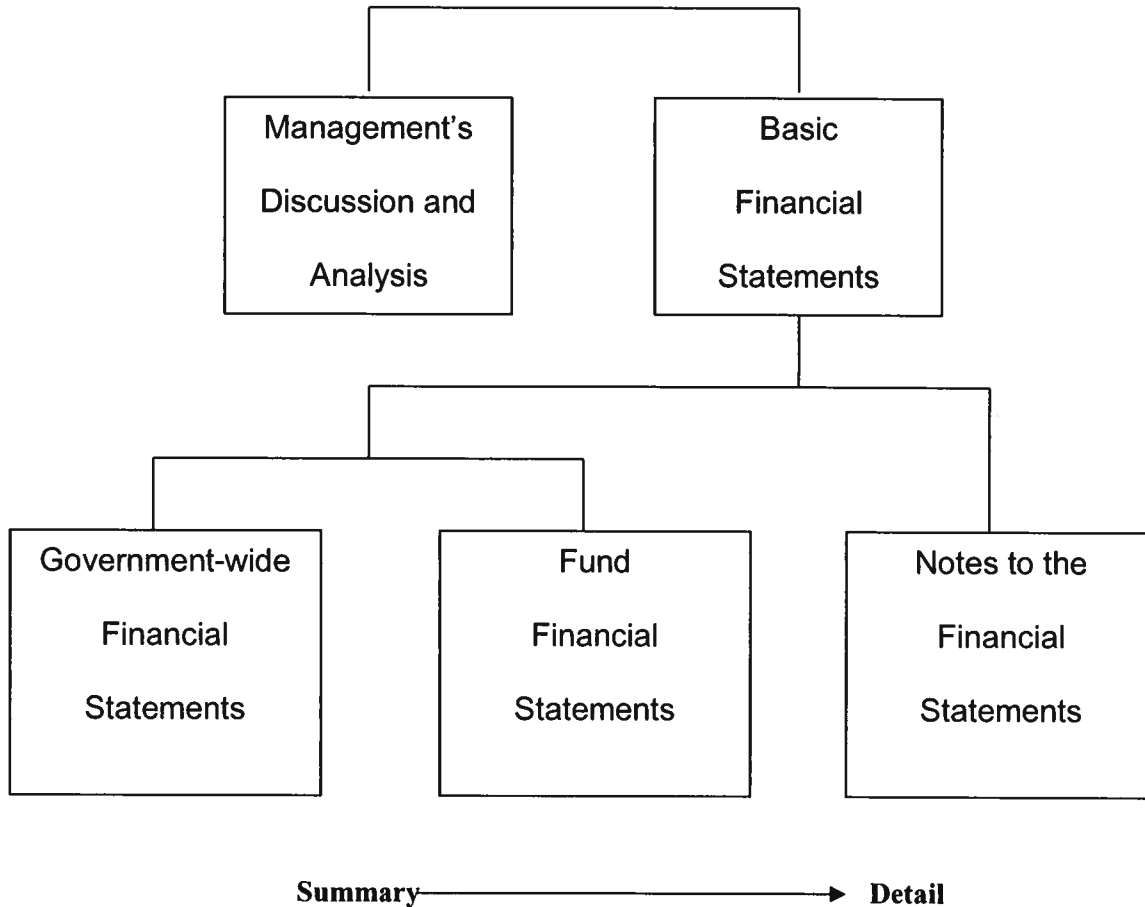 Management's
Discussion and
Analysis
Basic
Financial
Statements
Government-wide
Financial
Statements
Fund
Financial
Statements
Notes to the
Financial
Statements
Summary
Detail